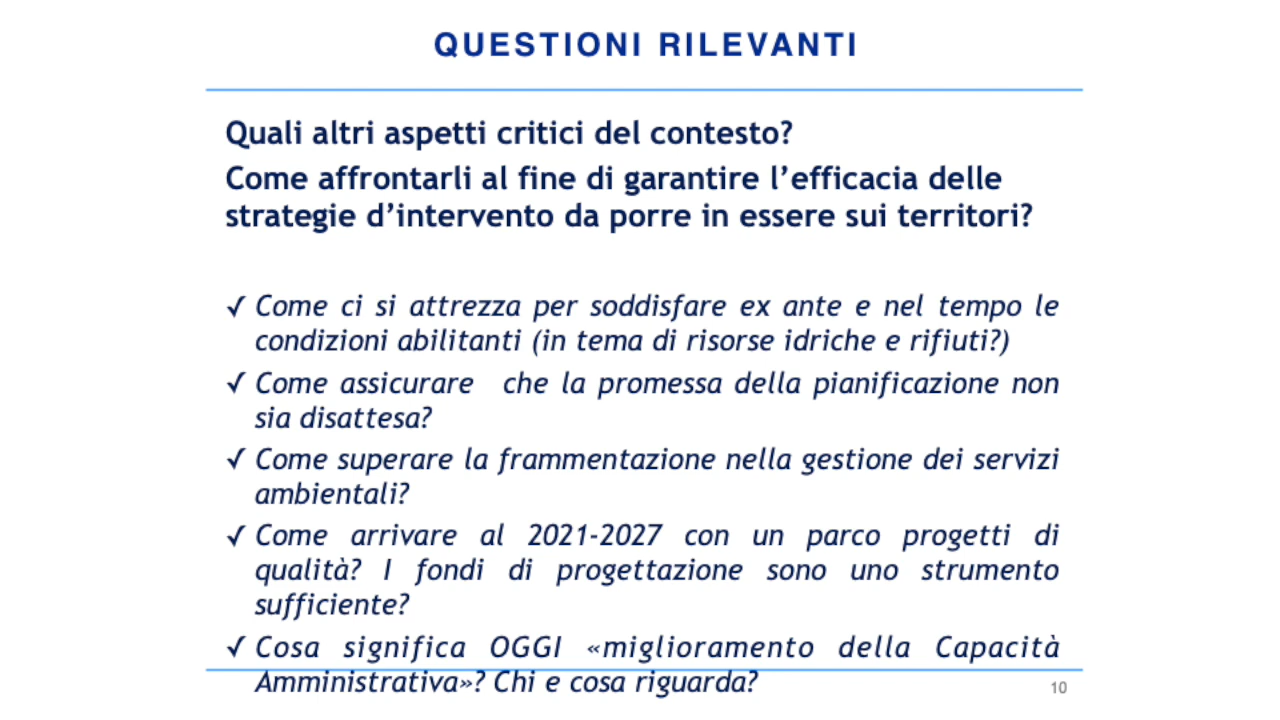 QUESTIONI RILEVANTI
Quali altri aspetti critici del contesto?
Come affrontarli al fine di garantire l’efficacia delle
strategie d’intervento da porre in essere sui territori?
✓ Come ci si attrezza per soddisfare ex ante e nel tempo le
condizioni abilitanti (in tema di risorse idriche e rifiuti?)
✓ Come assicurare che la promessa della pianificazione non
sia disattesa?
✓ Come superare la frammentazione nella gestione dei servizi
ambientali?
✓ Come arrivare al 2021-2027 con un parco progetti di
qualità? I fondi di progettazione sono uno strumento
sufficiente?
✓ Cosa significa OGGI «miglioramento della Capacità
Amministrativa»? Chi e cosa riguarda?
10